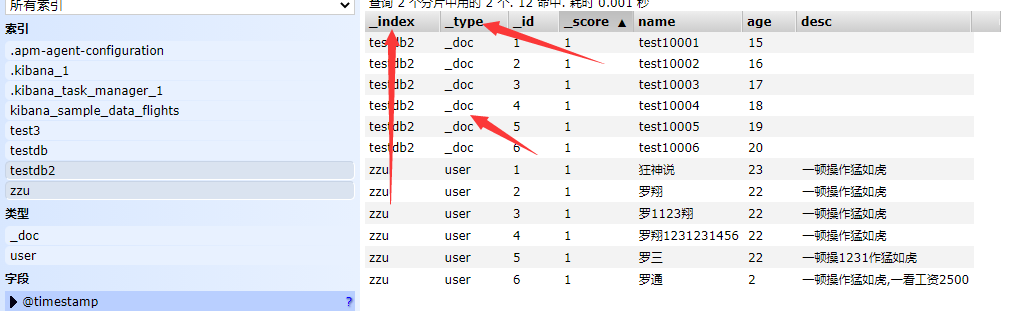 所有索引
索引
.apm-agent-configuration
.kibana_1
.kibana_task_manager_1
kibana_sample_data_flights
test3
testdb
testdb2
zzu
类型
_doc
user
字段
@timestamp ?
查询 2 个分片中用的 2 个. 12 命中. 耗时 0.001 秒
_index _type _id _score ▲ name age desc
testdb2 _doc 1 1 test10001 15
testdb2 _doc 2 1 test10002 16
testdb2 _doc 3 1 test10003 17
testdb2 _doc 4 1 test10004 18
testdb2 _doc 5 1 test10005 19
testdb2 _doc 6 1 test10006 20
zzu user 1 1 狂神说 23 一顿操作猛如虎
zzu user 2 1 罗翔 22 一顿操作猛如虎
zzu user 3 1 罗1123翔 22 一顿操作猛如虎
zzu user 4 1 罗翔1231231456 22 一顿操作猛如虎
zzu user 5 1 罗三 22 一顿操1231作猛如虎
zzu user 6 1 罗通 2 一顿操作猛如虎,一看工资2500